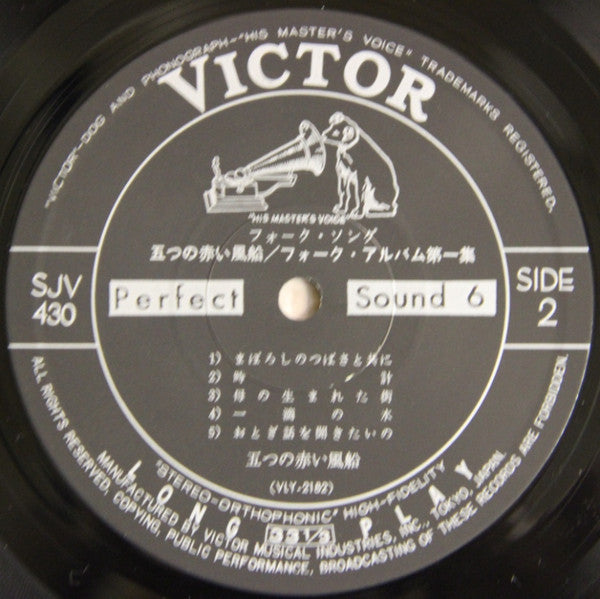 "VICTOR"-DOG AND PHONOGRAPH-"HIS MASTER'S VOICE" TRADEMARKS REGISTERED.
VICTOR
"HIS MASTER'S VOICE"
フォーク・ソング
五つの赤い風船/フォーク・アルバム第一集
SJV
430
Perfect
Sound 6
SIDE
2
1) まぼろしのつばさと共に
2) 時計
3) 母の生まれた街
4) 一滴の水
5) おとぎ話を聞きたいの
五つの赤い風船
(VLY-2182)
"STEREO-ORTHOPHONIC" HIGH-FIDELITY
LONG 33 1/3 PLAY
MANUFACTURED BY VICTOR MUSICAL INDUSTRIES, INC., TOKYO, JAPAN.
ALL RIGHTS RESERVED, COPYING, PUBLIC PERFORMANCE, BROADCASTING OF THESE RECORDS ARE FORBIDDEN.